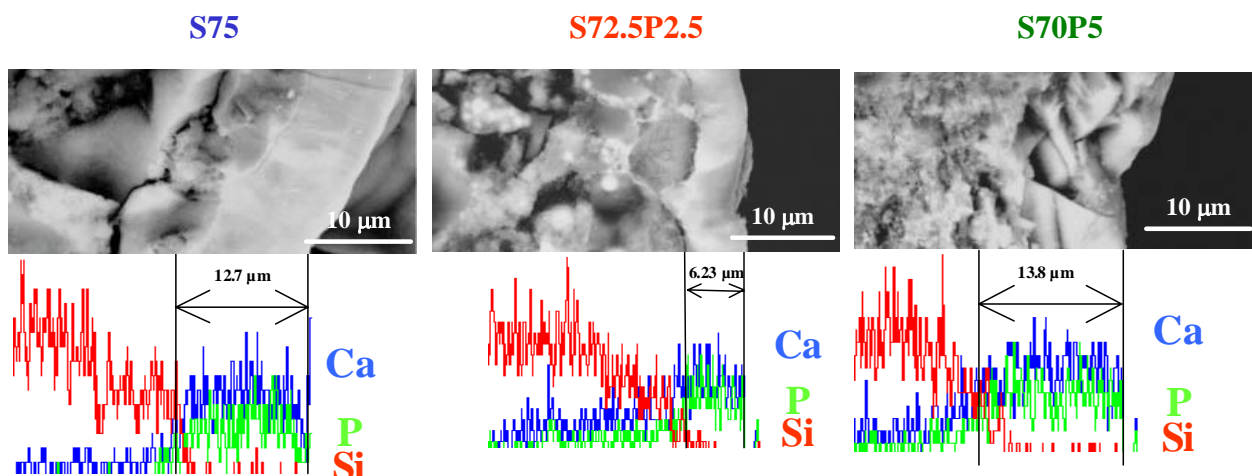 S75
S72.5P2.5
S70P5
10 μm
10 μm
10 μm
12.7 μm
6.23 μm
13.8 μm
Ca
P
Si
Ca
P
Si
Ca
P
Si